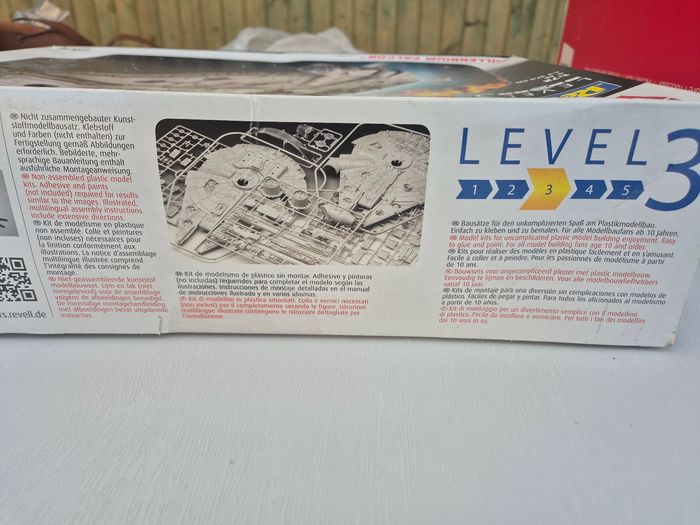 MILLENNIUM FALCON
Nicht zusammengebauter Kunst-
stoffmodellbausatz. Klebstoff
und Farben (nicht enthalten) zur
Fertigstellung gemäß Abbildungen
erforderlich. Bebilderte, mehr-
sprachige Bauanleitung enthält
ausführliche Montageanweisung.
Non-assembled plastic model
kits. Adhesive and paints
(not included) required for results
similar to the images. Illustrated,
multilingual assembly instructions
include extensive directions.
Kit de modélisme en plastique
non assemblé. Colle et peintures
(non incluses) nécessaires pour
la finition conformément aux
illustrations. La notice d'assemblage
multilingue illustrée comprend
l'intégralité des consignes de
montage.
Niet-geassembleerde kunststof
modelbouwset. Lijm en lak (niet
meegeleverd) voor de assemblage
volgens de afbeeldingen benodigd.
De meertalige montagehandleiding
met afbeeldingen bevat uitgebreide
instructies.
rs.revell.de
Kit de modelismo de plástico sin montar. Adhesivo y pinturas
(no incluidas) requeridos para completar el modelo según las
illustraciones. Instrucciones de montaje detalladas en el manual
de instrucciones ilustrado y en varios idiomas.
Kit di modellini in plastica smontati. Colla e vernici necessari
(non inclusi) per il completamento secondo le figure, istruzioni
multilingue illustrato contengono le istruzioni dettagliate per
l'installazione.
LEVEL 3
1 2 3 4 5
Bausätze für den unkomplizierten Spaß am Plastikmodellbau.
Einfach zu kleben und zu bemalen. Für alle Modellbaufans ab 10 Jahren.
Model kits for uncomplicated plastic model building enjoyment. Easy
to glue and paint. For all model building fans age 10 and older.
Kits pour réaliser des modèles en plastique facilement et en s'amusant.
Facile à coller et à peindre. Pour les passionnés de modélisme à partir
de 10 ans.
Bouwsets voor ongecompliceerd plezier met plastic modelbouw.
Eenvoudig te lijmen en beschilderen. Voor alle modelbouwliefhebbers
vanaf 10 jaar.
Kits de montaje para una diversión sin complicaciones con modelos de
plástico. Fáciles de pegar y pintar. Para todos los aficionados al modelismo
a partir de 10 años.
Kit di montaggio per un divertimento semplice con il modellino
di plastica. Facile da incollare e verniciare. Per tutti i fan dei modellini
dai 10 anni in su.